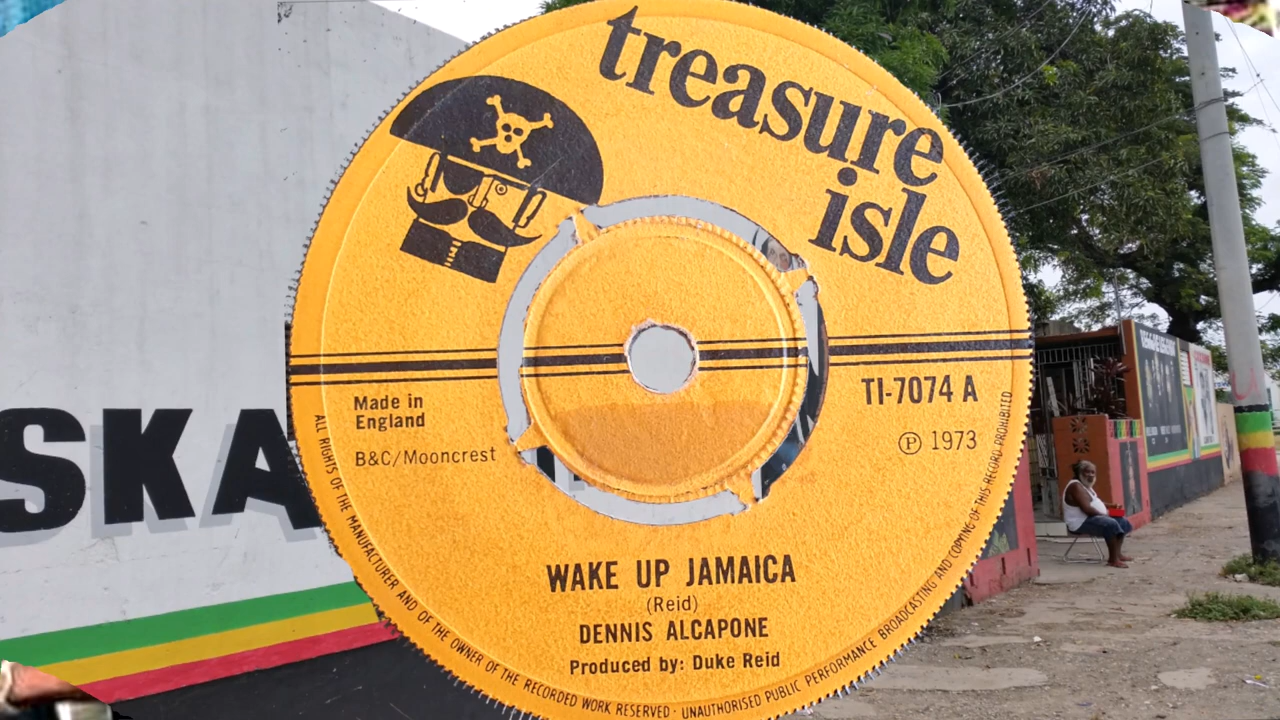 treasure
isle
SKA
Made in
England
B&C/Mooncrest
TI-7074 A
℗ 1973
WAKE UP JAMAICA
(Reid)
DENNIS ALCAPONE
Produced by: Duke Reid
ALL RIGHTS OF THE MANUFACTURER AND OF THE OWNER OF THE RECORDED WORK RESERVED · UNAUTHORISED PUBLIC PERFORMANCE BROADCASTING AND COPYING OF THIS RECORD PROHIBITED